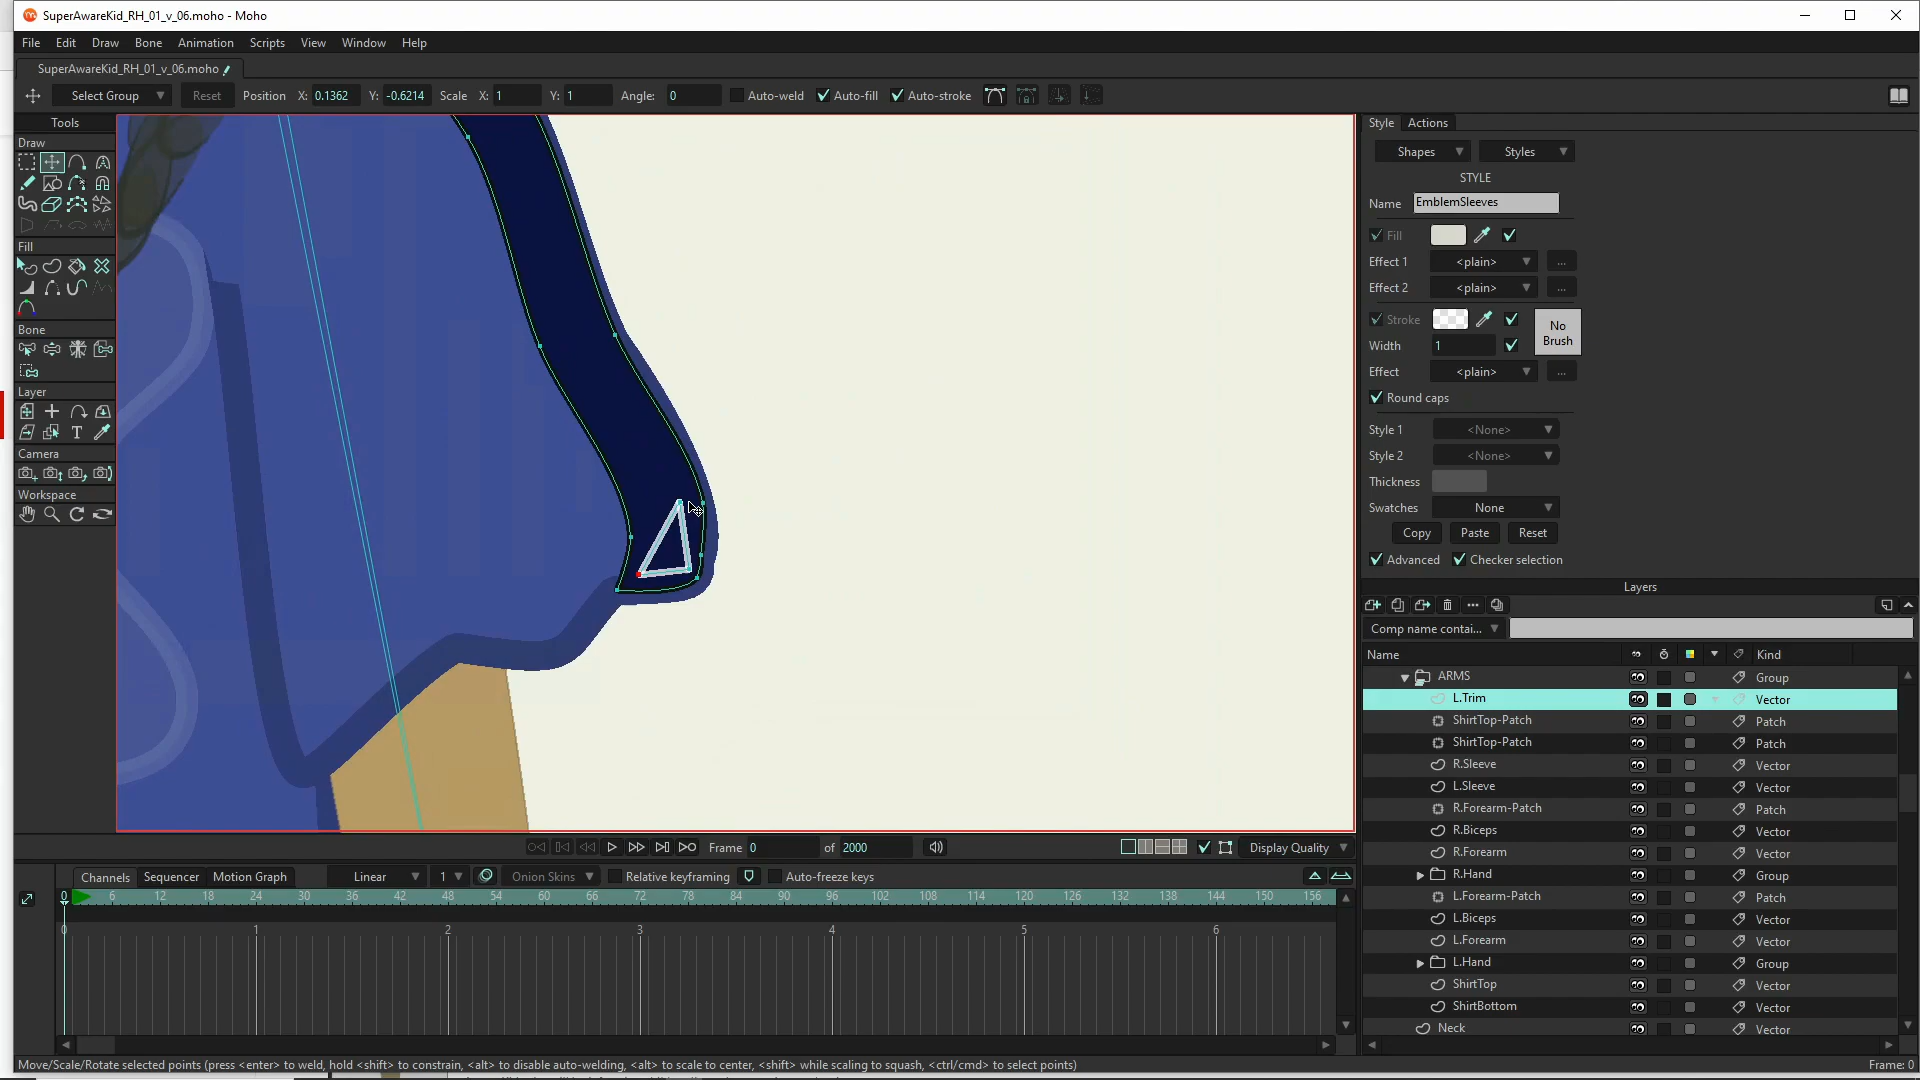 SuperAwareKid_RH_01_v_06.moho - Moho
File Edit Draw Bone Animation Scripts View Window Help
SuperAwareKid_RH_01_v_06.moho
Select Group Reset Position X: 0.1362 Y: -0.6214 Scale X: 1 Y: 1 Angle: 0 Auto-weld Auto-fill Auto-stroke
Tools
Draw
Fill
Bone
Layer
T
Camera
Workspace
Style Actions
Shapes Styles
STYLE
Name EmblemSleeves
Fill
Effect 1 <plain> ...
Effect 2 <plain> ...
Stroke
No Brush
Width 1
Effect <plain> ...
Round caps
Style 1 <None>
Style 2 <None>
Thickness
Swatches None
Copy Paste Reset
Advanced Checker selection
Layers
Comp name contai...
Name Kind
ARMS Group
L.Trim Vector
ShirtTop-Patch Patch
ShirtTop-Patch Patch
R.Sleeve Vector
L.Sleeve Vector
R.Forearm-Patch Patch
R.Biceps Vector
R.Forearm Vector
R.Hand Group
L.Forearm-Patch Patch
L.Biceps Vector
L.Forearm Vector
L.Hand Group
ShirtTop Vector
ShirtBottom Vector
Neck Vector
Frame 0 of 2000 Display Quality
Channels Sequencer Motion Graph Linear 1 Onion Skins Relative keyframing Auto-freeze keys
0 6 12 18 24 30 36 42 48 54 60 66 72 78 84 90 96 102 108 114 120 126 132 138 144 150 156
0 1 2 3 4 5 6
Move/Scale/Rotate selected points (press <enter> to weld, hold <shift> to constrain, <alt> to disable auto-welding, <alt> to scale to center, <shift> while scaling to squash, <ctrl/cmd> to select points)
Frame: 0